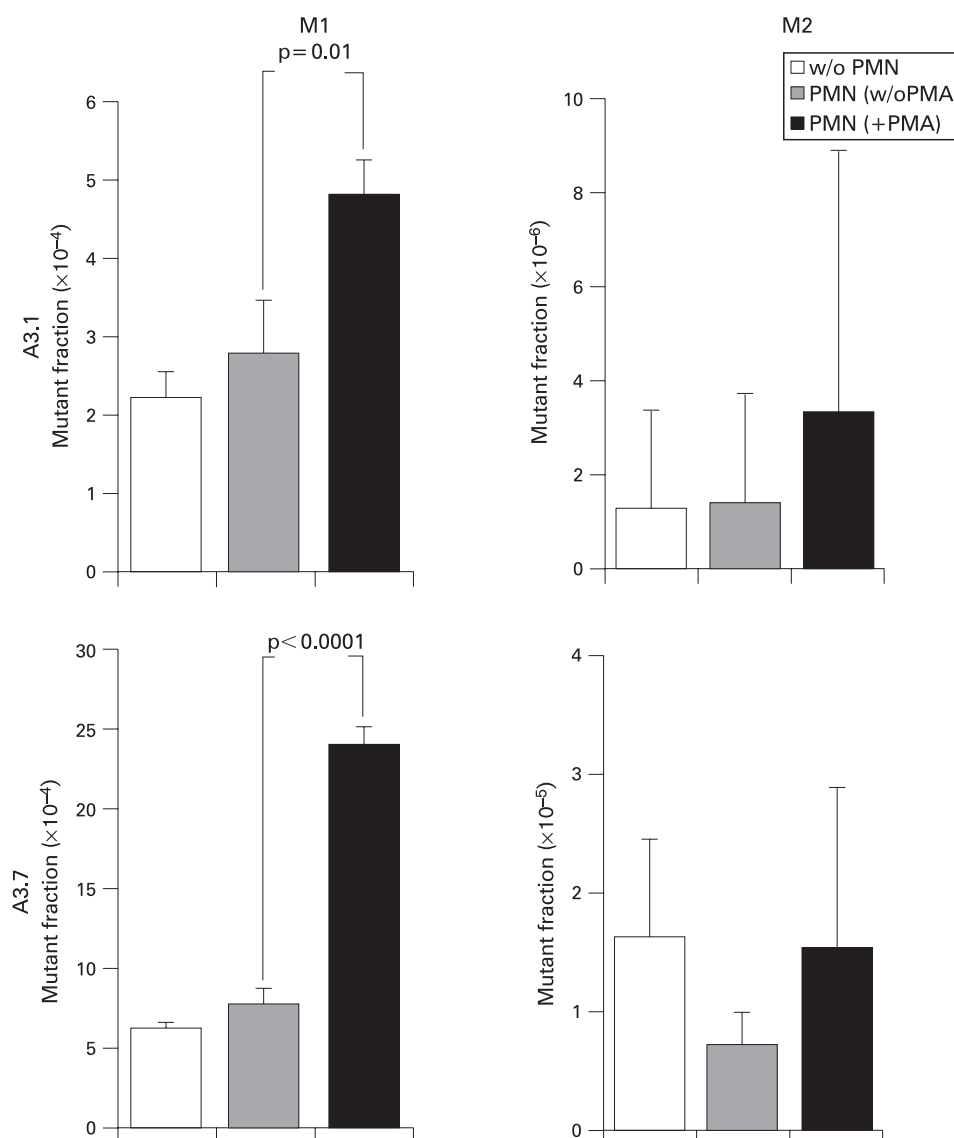 M1
p=0.01
6
5
4
3
2
1
0
A3.1
Mutant fraction (×10–4)
M2
w/o PMN
PMN (w/oPMA
PMN (+PMA)
10
8
6
4
2
0
Mutant fraction (×10–6)
p<0.0001
30
25
20
15
10
5
0
A3.7
Mutant fraction (×10–4)
4
3
2
1
0
Mutant fraction (×10–5)